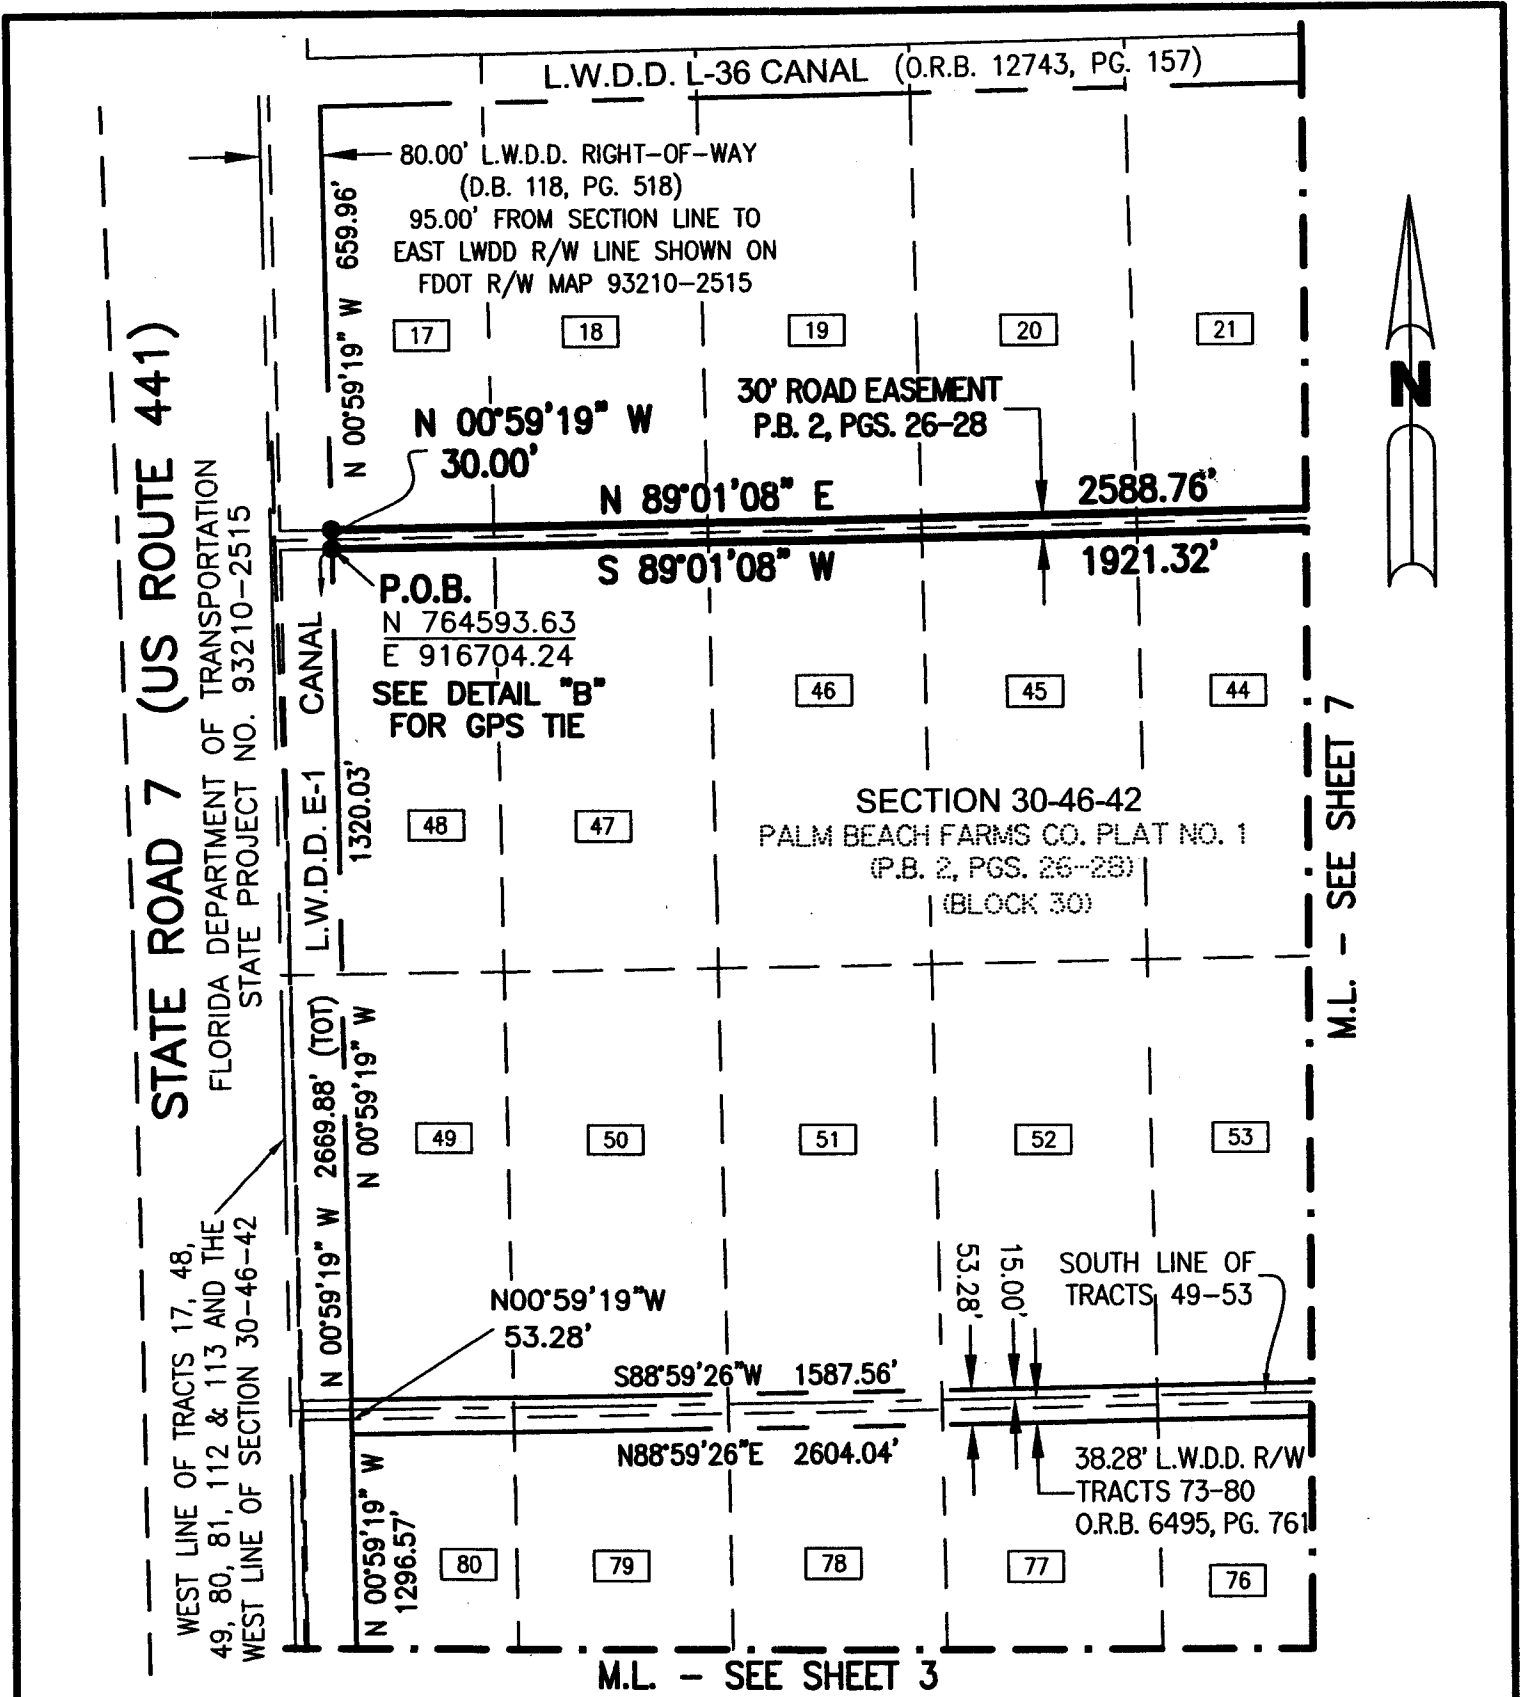 L.W.D.D. L-36 CANAL (O.R.B. 12743, PG. 157)
80.00' L.W.D.D. RIGHT-OF-WAY
(D.B. 118, PG. 518)
95.00' FROM SECTION LINE TO
EAST LWDD R/W LINE SHOWN ON
FDOT R/W MAP 93210-2515
N 00°59'19" W 659.96'
17
18
19
20
21
N 00°59'19" W
30.00'
30' ROAD EASEMENT
P.B. 2, PGS. 26-28
N
N 89°01'08" E
2588.76'
S 89°01'08" W
1921.32'
P.O.B.
N 764593.63
E 916704.24
SEE DETAIL "B"
FOR GPS TIE
STATE ROAD 7 (US ROUTE 441)
FLORIDA DEPARTMENT OF TRANSPORTATION
STATE PROJECT NO. 93210-2515
L.W.D.D. E-1 CANAL
1320.03'
46
45
44
48
47
SECTION 30-46-42
PALM BEACH FARMS CO. PLAT NO. 1
(P.B. 2, PGS. 26-28)
(BLOCK 30)
M.L. - SEE SHEET 7
N 00°59'19" W 2669.88' (TOT)
N 00°59'19" W
49
50
51
52
53
WEST LINE OF TRACTS 17, 48,
49, 80, 81, 112 & 113 AND THE
WEST LINE OF SECTION 30-46-42
N00°59'19"W
53.28'
53.28'
15.00'
SOUTH LINE OF
TRACTS 49-53
S88°59'26"W 1587.56'
N88°59'26"E 2604.04'
38.28' L.W.D.D. R/W
TRACTS 73-80
O.R.B. 6495, PG. 761
N 00°59'19" W
1296.57'
80
79
78
77
76
M.L. - SEE SHEET 3